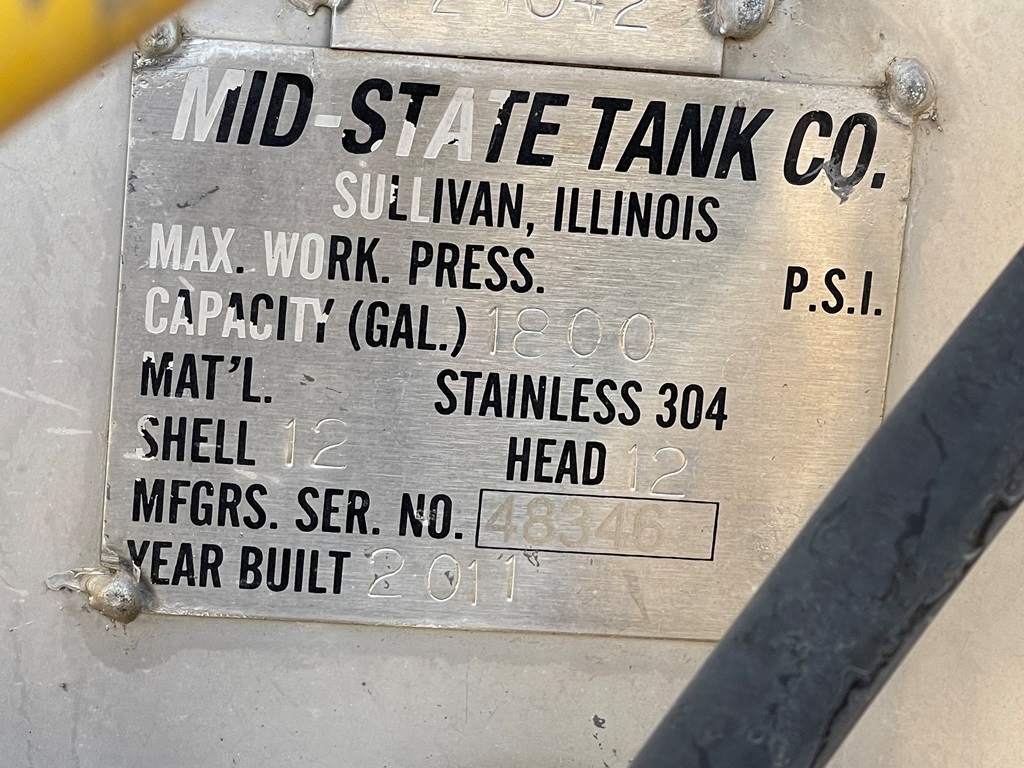 MID-STATE TANK CO.
SULLIVAN, ILLINOIS
MAX. WORK. PRESS. P.S.I.
CAPACITY (GAL.) 1800
MAT'L. STAINLESS 304
SHELL 12 HEAD 12
MFGRS. SER. NO. 48346
YEAR BUILT 2011